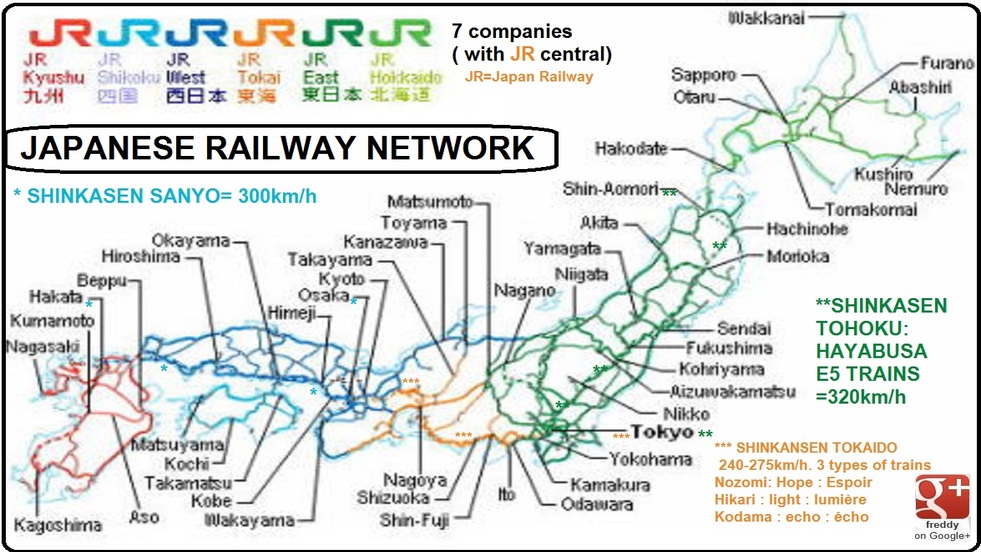 JR JR JR JR JR JR
JR JR JR JR JR JR
Kyushu Shikoku West Tokai East Hokkaido
九州 四国 西日本 東海 東日本 北海道
7 companies
( with JR central)
JR=Japan Railway
JAPANESE RAILWAY NETWORK
* SHINKASEN SANYO= 300km/h
Wakkanai
Sapporo
Otaru
Furano
Abashiri
Hakodate
Kushiro
Nemuro
Tomakomai
Shin-Aomori**
Hachinohe
Akita
**
Morioka
Yamagata
Niigata
Nagano
Matsumoto
Toyama
Kanazawa
Takayama
Kyoto
Osaka*
Himeji
Okayama
Hiroshima
Beppu
Hakata *
Kumamoto
Nagasaki
Sendai
Fukushima
Kohriyama
Aizuwakamatsu
Nikko
**
**
*** Tokyo **
Yokohama
Kamakura
Odawara
Ito
*
*
***
***
Matsuyama
Kochi
Takamatsu
Kobe
Wakayama
Nagoya
Shizuoka
Shin-Fuji
Kagoshima
Aso
**SHINKASEN
TOHOKU:
HAYABUSA
E5 TRAINS
=320km/h
*** SHINKANSEN TOKAIDO
240-275km/h. 3 types of trains
Nozomi: Hope : Espoir
Hikari : light : lumière
Kodama : echo : écho
g+
freddy
on Google+